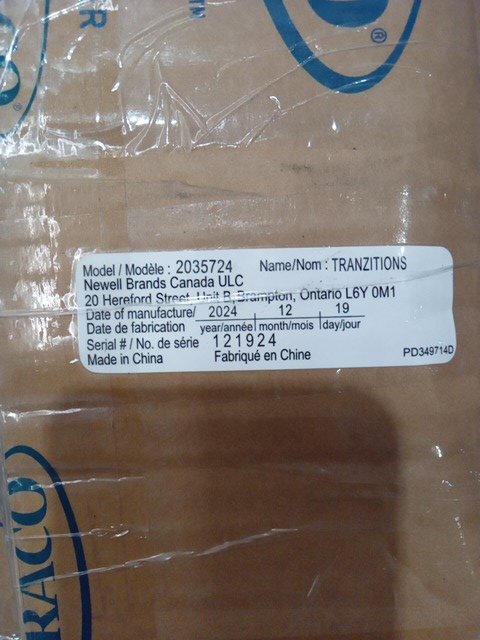 R
IN
®
®
Model / Modèle : 2035724 Name/Nom : TRANZITIONS
Newell Brands Canada ULC
20 Hereford Street, Unit B, Brampton, Ontario L6Y 0M1
Date of manufacture/ 2024 12 19
Date de fabrication year/année month/mois day/jour
Serial # / No. de série 121924
Made in China Fabriqué en Chine
PD349714D
RACO